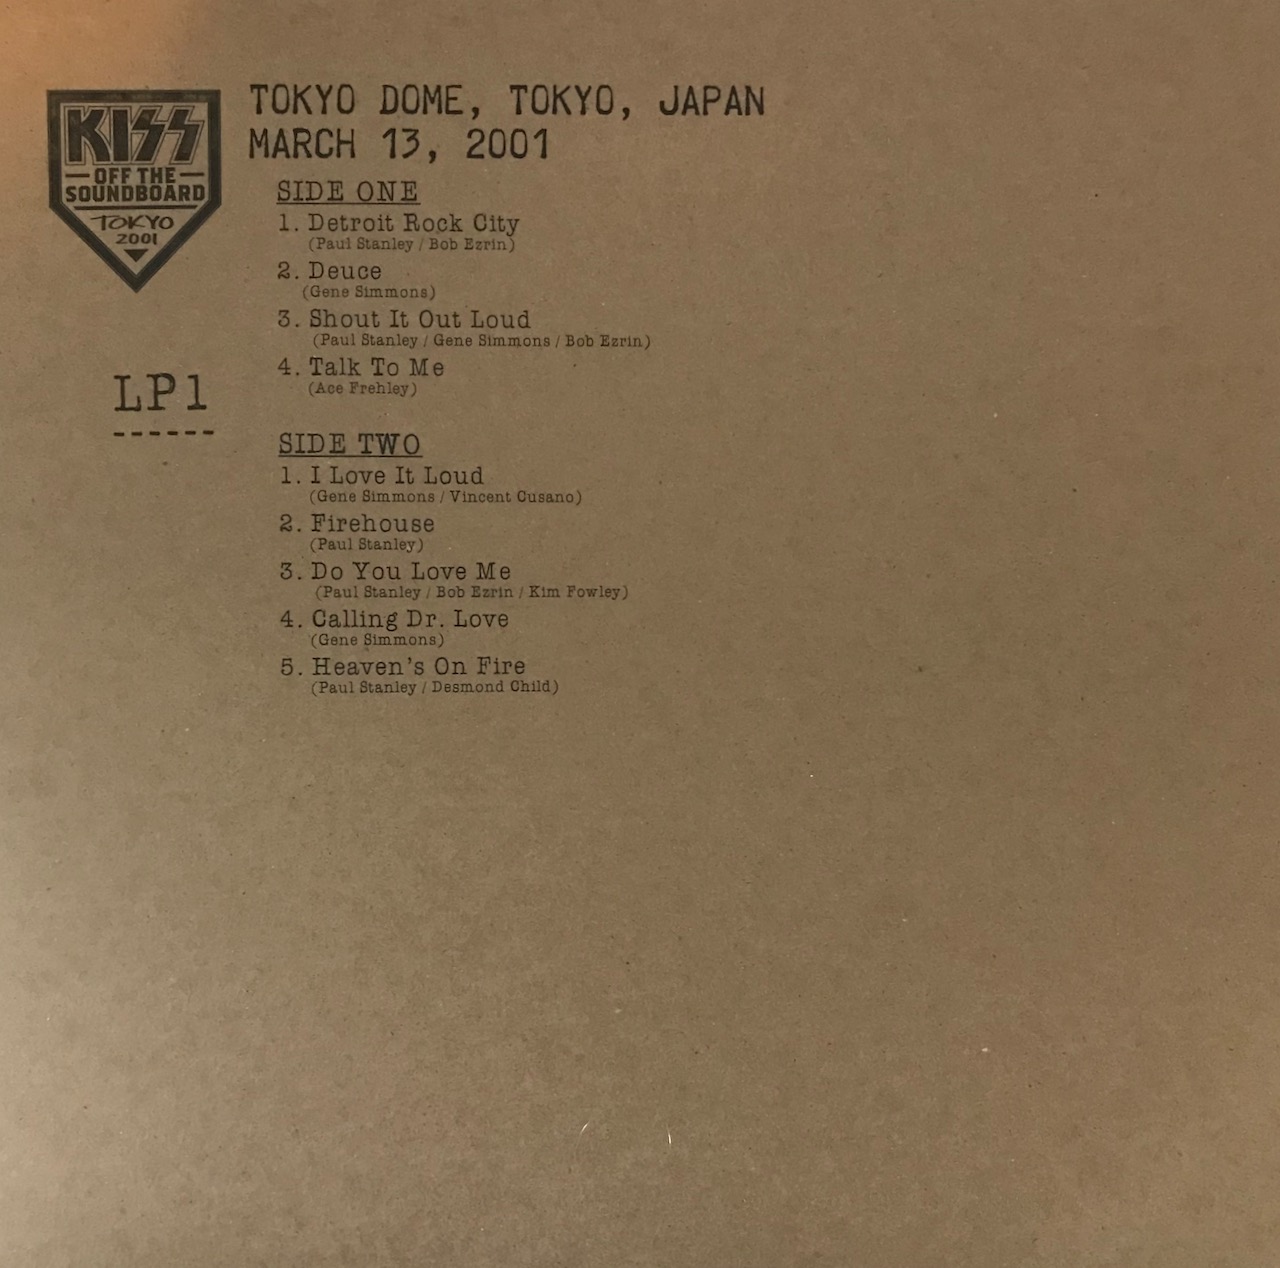 KISS
OFF THE
SOUNDBOARD
TOKYO
2001
TOKYO DOME, TOKYO, JAPAN
MARCH 13, 2001
LP1
SIDE ONE
1. Detroit Rock City
(Paul Stanley / Bob Ezrin)
2. Deuce
(Gene Simmons)
3. Shout It Out Loud
(Paul Stanley / Gene Simmons / Bob Ezrin)
4. Talk To Me
(Ace Frehley)
SIDE TWO
1. I Love It Loud
(Gene Simmons / Vincent Cusano)
2. Firehouse
(Paul Stanley)
3. Do You Love Me
(Paul Stanley / Bob Ezrin / Kim Fowley)
4. Calling Dr. Love
(Gene Simmons)
5. Heaven's On Fire
(Paul Stanley / Desmond Child)